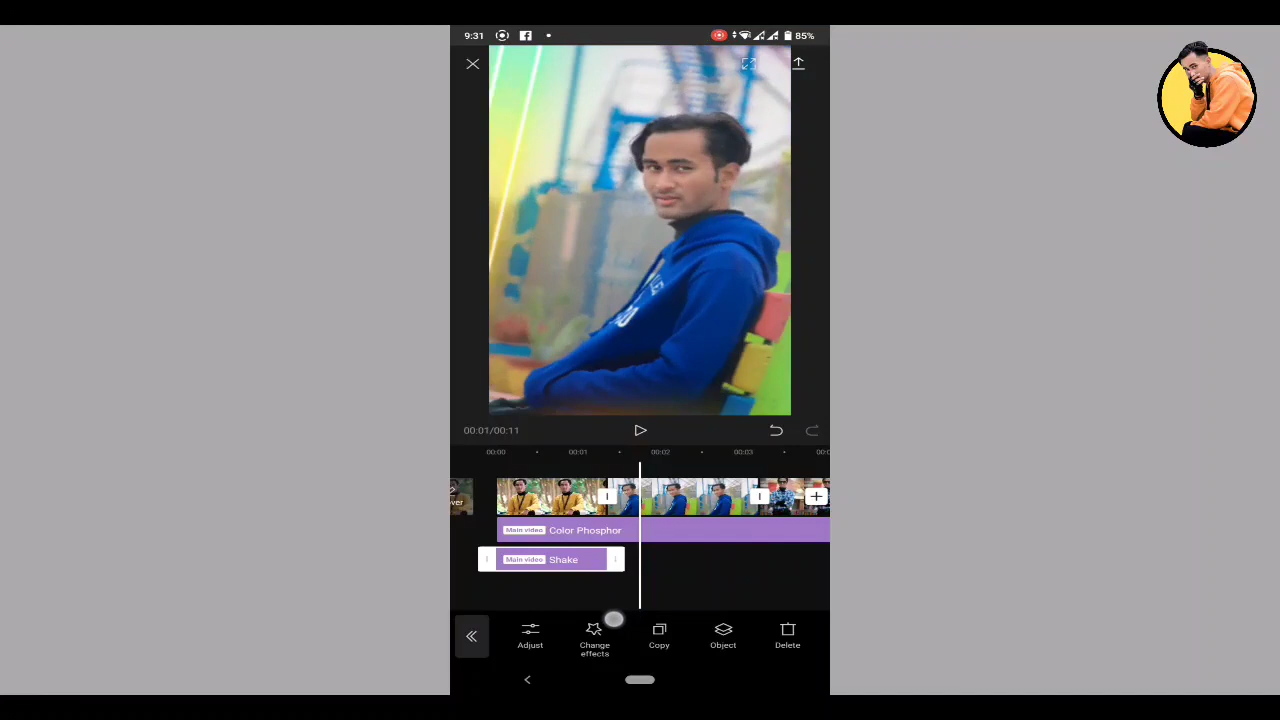 9:31
85%
00:01/00:11
00:00 00:01 00:02 00:03
over
Main video Color Phosphor
Main video Shake
Adjust
Change
effects
Copy
Object
Delete